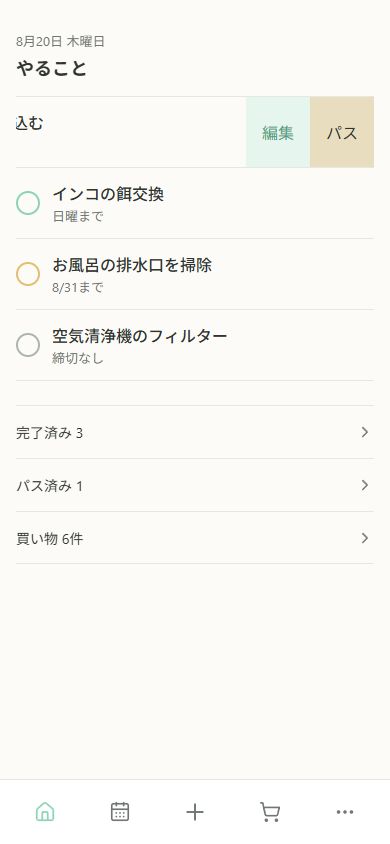 8月20日 木曜日
やること
込む
編集
パス
インコの餌交換
日曜まで
お風呂の排水口を掃除
8/31まで
空気清浄機のフィルター
締切なし
完了済み 3
パス済み 1
買い物 6件